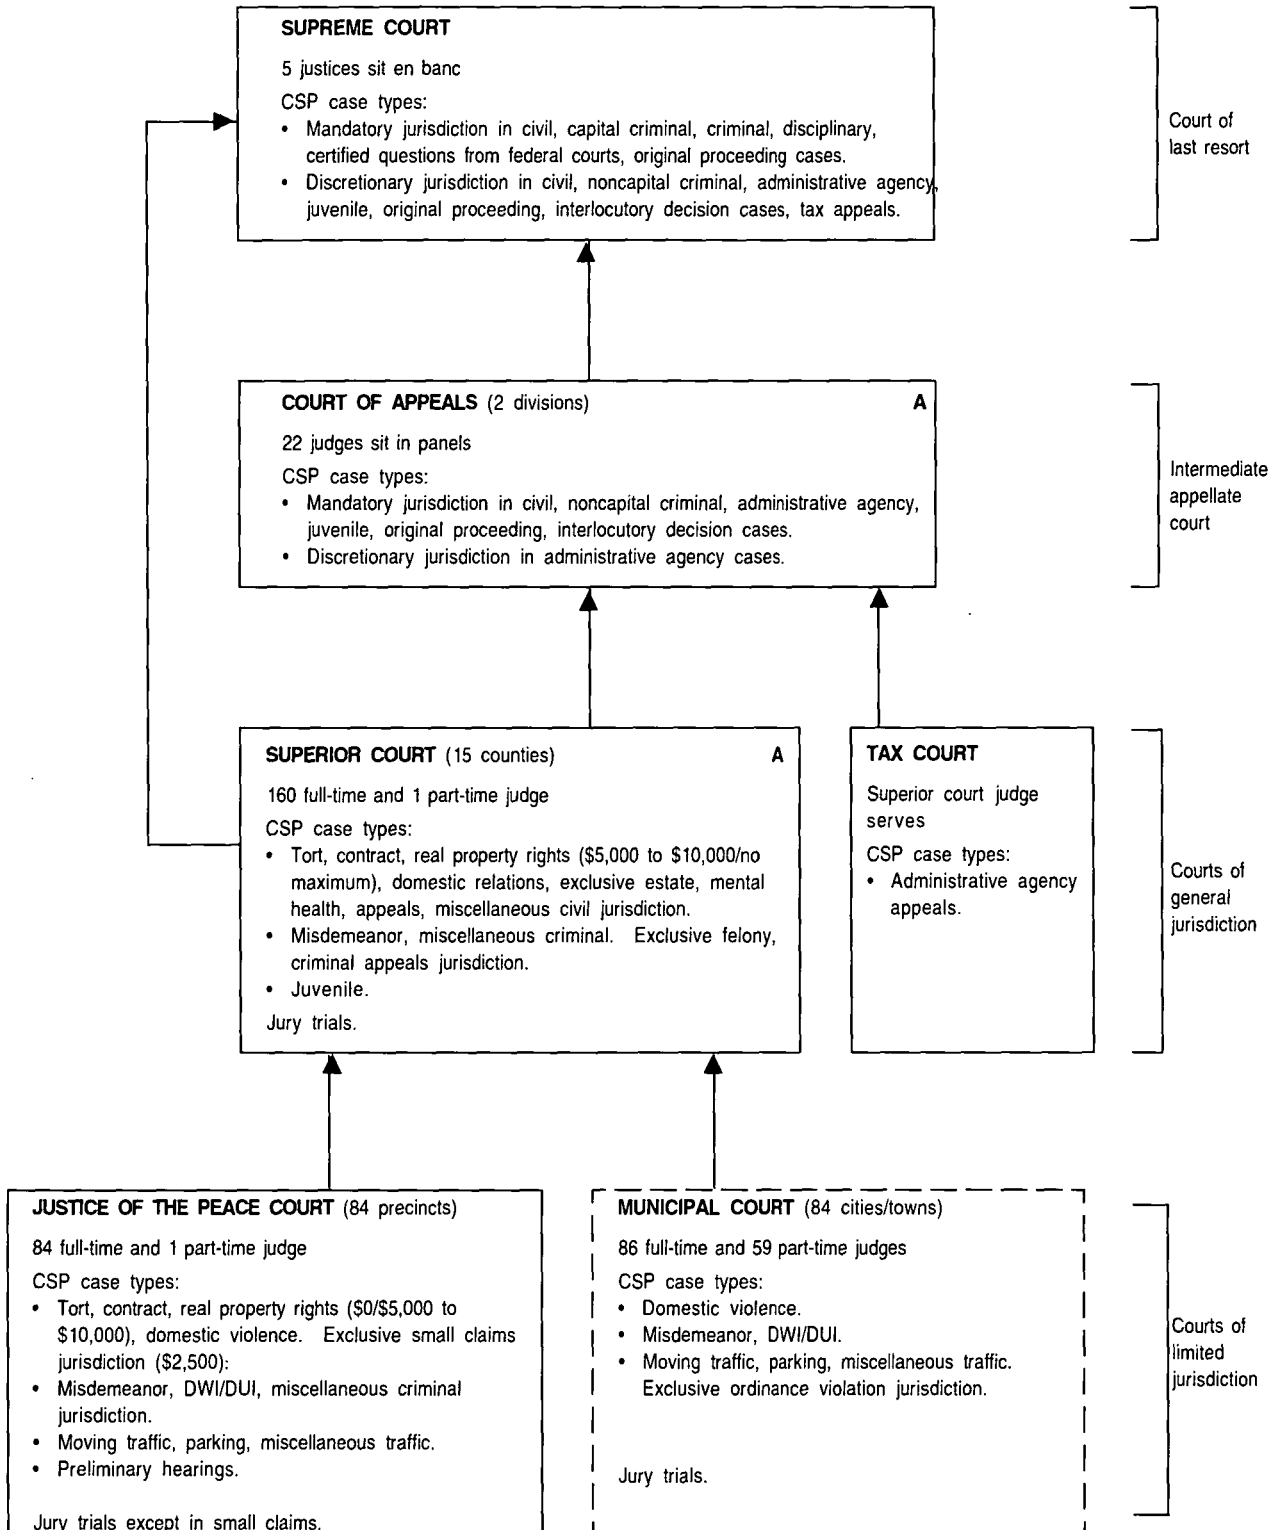 SUPREME COURT
5 justices sit en banc
CSP case types:
• Mandatory jurisdiction in civil, capital criminal, criminal, disciplinary,
certified questions from federal courts, original proceeding cases.
• Discretionary jurisdiction in civil, noncapital criminal, administrative agency,
juvenile, original proceeding, interlocutory decision cases, tax appeals.
Court of
last resort
COURT OF APPEALS (2 divisions) A
22 judges sit in panels
CSP case types:
• Mandatory jurisdiction in civil, noncapital criminal, administrative agency,
juvenile, original proceeding, interlocutory decision cases.
• Discretionary jurisdiction in administrative agency cases.
Intermediate
appellate
court
SUPERIOR COURT (15 counties) A
160 full-time and 1 part-time judge
CSP case types:
• Tort, contract, real property rights ($5,000 to $10,000/no
maximum), domestic relations, exclusive estate, mental
health, appeals, miscellaneous civil jurisdiction.
• Misdemeanor, miscellaneous criminal. Exclusive felony,
criminal appeals jurisdiction.
• Juvenile.
Jury trials.
TAX COURT
Superior court judge
serves
CSP case types:
• Administrative agency
appeals.
Courts of
general
jurisdiction
JUSTICE OF THE PEACE COURT (84 precincts)
84 full-time and 1 part-time judge
CSP case types:
• Tort, contract, real property rights ($0/$5,000 to
$10,000), domestic violence. Exclusive small claims
jurisdiction ($2,500):
• Misdemeanor, DWI/DUI, miscellaneous criminal
jurisdiction.
• Moving traffic, parking, miscellaneous traffic.
• Preliminary hearings.
Jury trials except in small claims.
MUNICIPAL COURT (84 cities/towns)
86 full-time and 59 part-time judges
CSP case types:
• Domestic violence.
• Misdemeanor, DWI/DUI.
• Moving traffic, parking, miscellaneous traffic.
Exclusive ordinance violation jurisdiction.
Jury trials.
Courts of
limited
jurisdiction